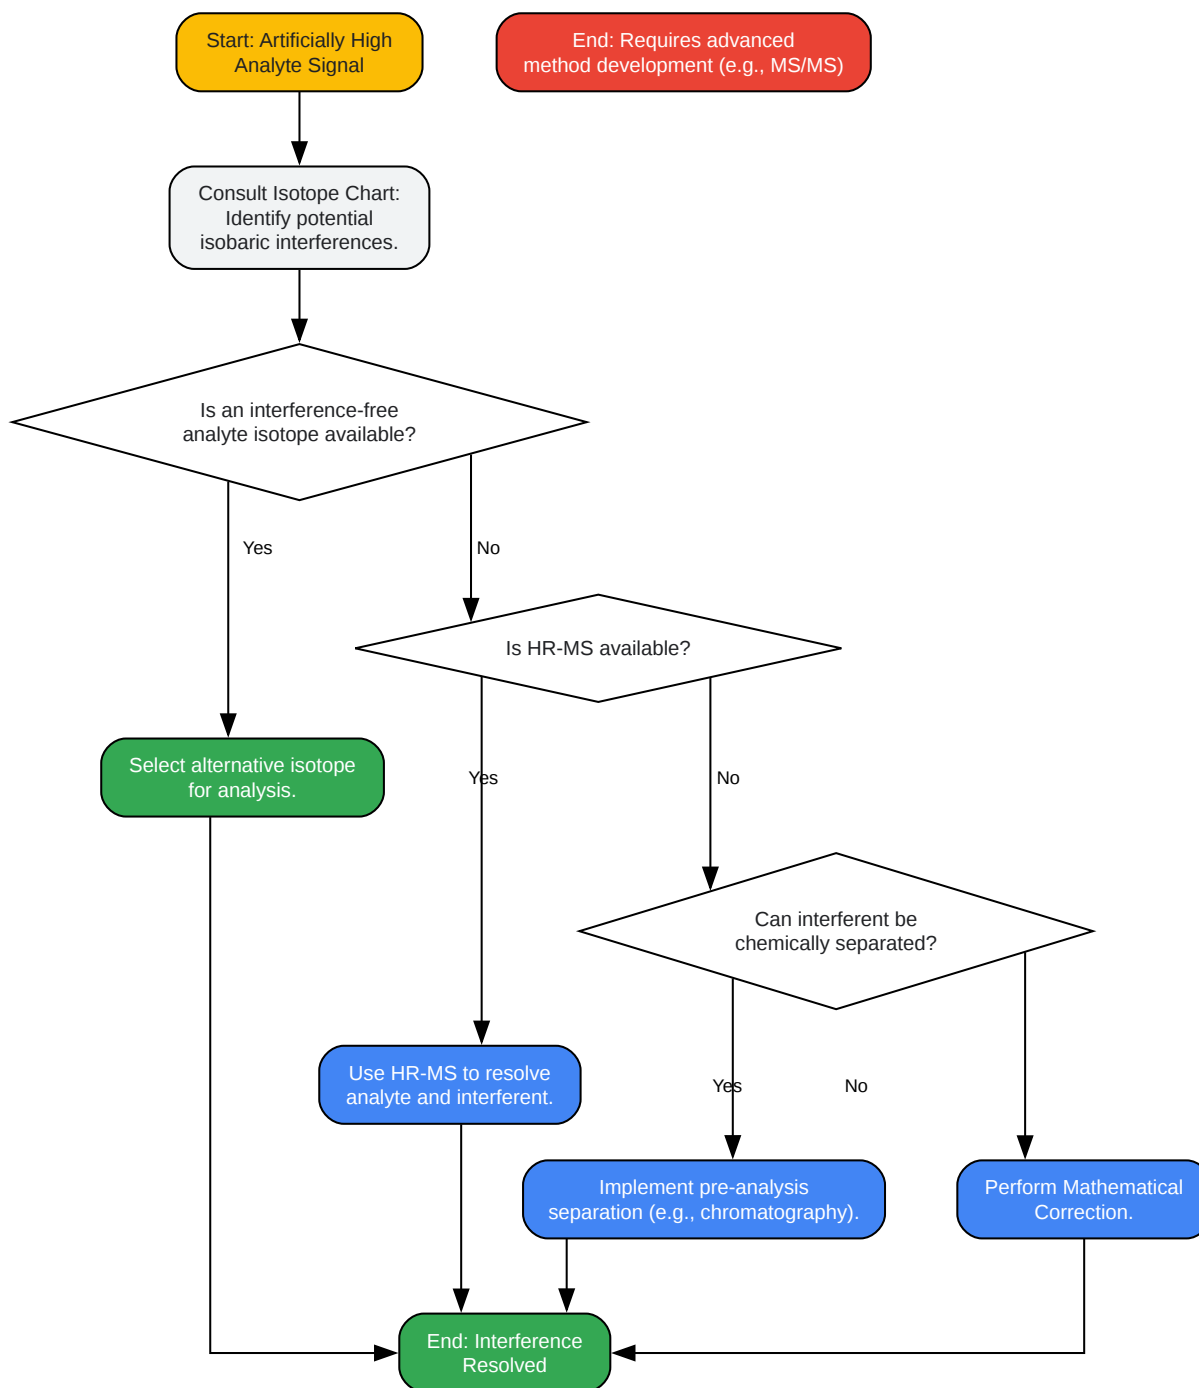 Start: Artificially High
Analyte Signal
End: Requires advanced
method development (e.g., MS/MS)
Consult Isotope Chart:
Identify potential
isobaric interferences.
Is an interference-free
analyte isotope available?
Yes
No
Is HR-MS available?
Select alternative isotope
for analysis.
Yes
No
Can interferent be
chemically separated?
Use HR-MS to resolve
analyte and interferent.
Yes
No
Implement pre-analysis
separation (e.g., chromatography).
Perform Mathematical
Correction.
End: Interference
Resolved